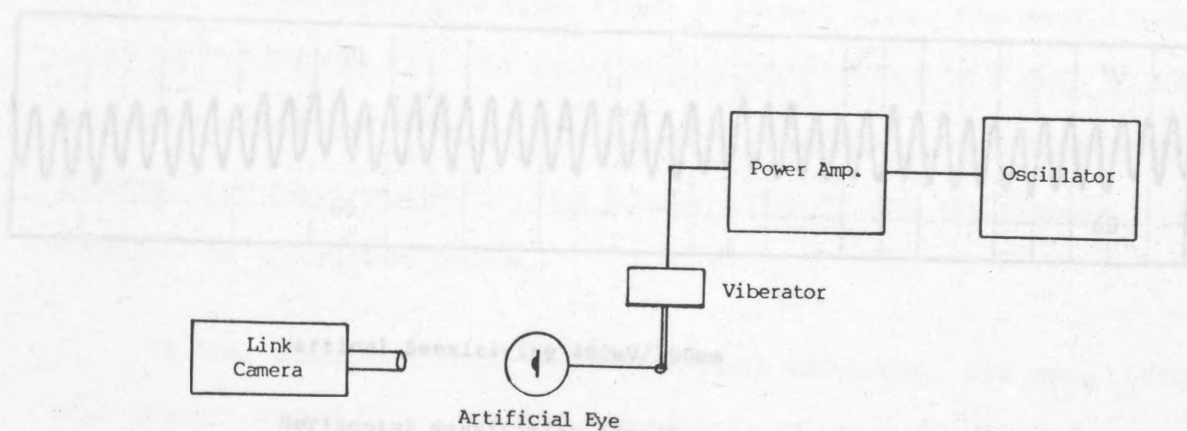 Power Amp.
Oscillator
Viberator
Link
Camera
Artificial Eye